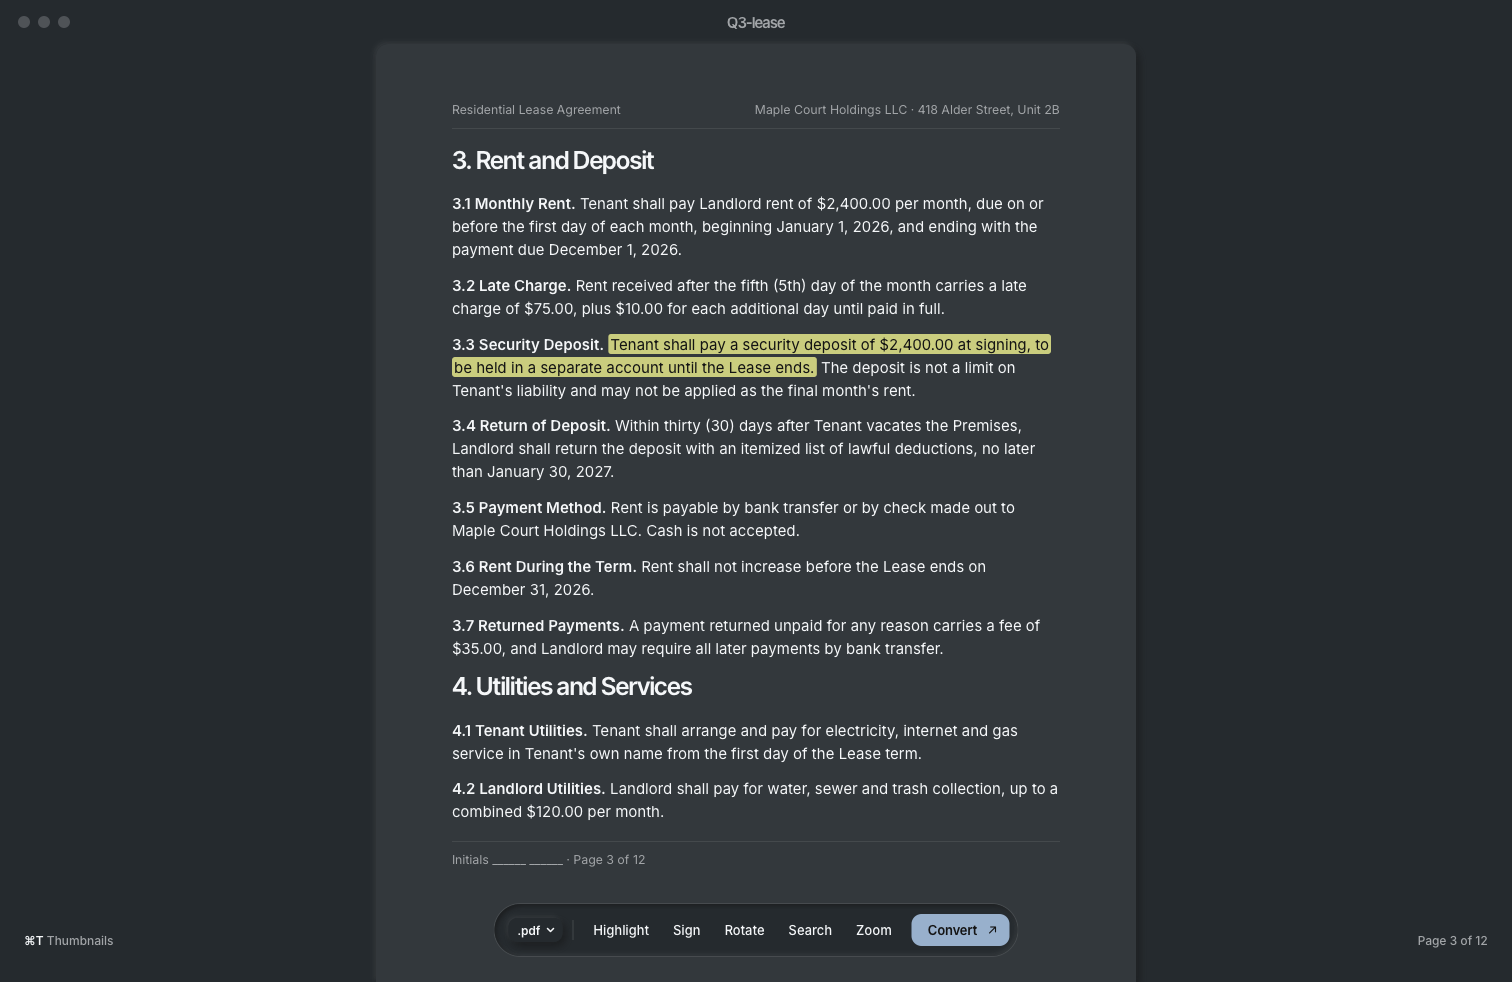 Q3-lease
Residential Lease Agreement
Maple Court Holdings LLC · 418 Alder Street, Unit 2B
3. Rent and Deposit
3.1 Monthly Rent. Tenant shall pay Landlord rent of $2,400.00 per month, due on or
before the first day of each month, beginning January 1, 2026, and ending with the
payment due December 1, 2026.
3.2 Late Charge. Rent received after the fifth (5th) day of the month carries a late
charge of $75.00, plus $10.00 for each additional day until paid in full.
3.3 Security Deposit. Tenant shall pay a security deposit of $2,400.00 at signing, to
be held in a separate account until the Lease ends. The deposit is not a limit on
Tenant's liability and may not be applied as the final month's rent.
3.4 Return of Deposit. Within thirty (30) days after Tenant vacates the Premises,
Landlord shall return the deposit with an itemized list of lawful deductions, no later
than January 30, 2027.
3.5 Payment Method. Rent is payable by bank transfer or by check made out to
Maple Court Holdings LLC. Cash is not accepted.
3.6 Rent During the Term. Rent shall not increase before the Lease ends on
December 31, 2026.
3.7 Returned Payments. A payment returned unpaid for any reason carries a fee of
$35.00, and Landlord may require all later payments by bank transfer.
4. Utilities and Services
4.1 Tenant Utilities. Tenant shall arrange and pay for electricity, internet and gas
service in Tenant's own name from the first day of the Lease term.
4.2 Landlord Utilities. Landlord shall pay for water, sewer and trash collection, up to a
combined $120.00 per month.
Initials ______ ______ · Page 3 of 12
.pdf
Highlight
Sign
Rotate
Search
Zoom
Convert
⌘T Thumbnails
Page 3 of 12